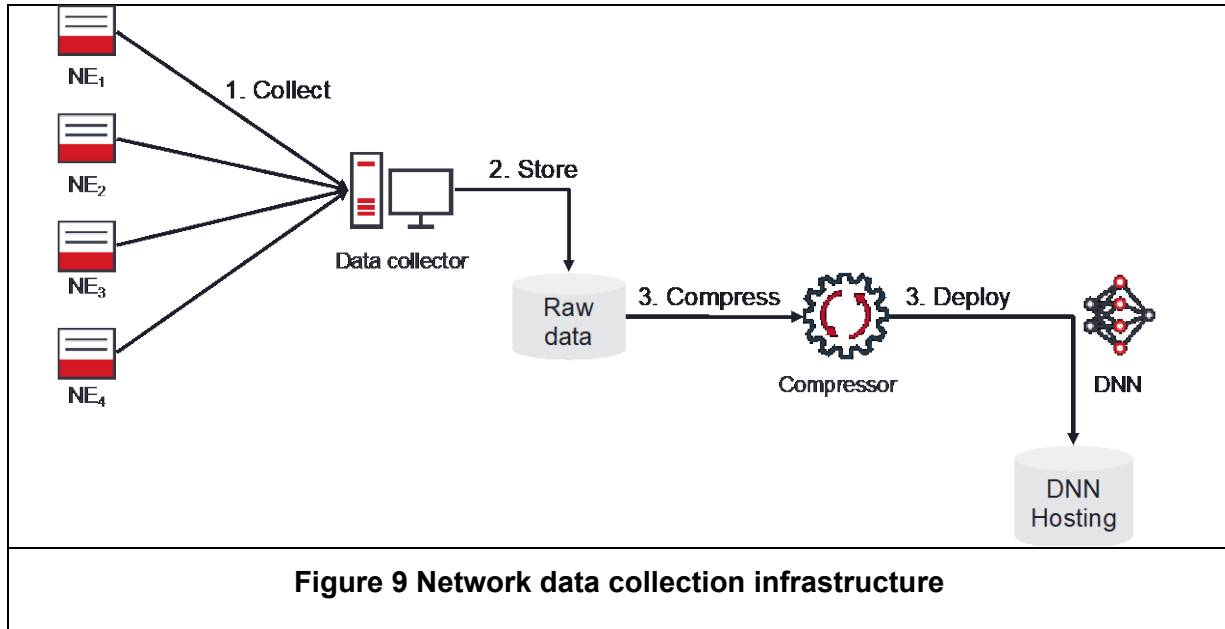 NE₁
1. Collect
NE₂
2. Store
Data collector
NE₃
Raw
data
3. Compress
3. Deploy
Compressor
DNN
NE₄
DNN
Hosting
Figure 9 Network data collection infrastructure